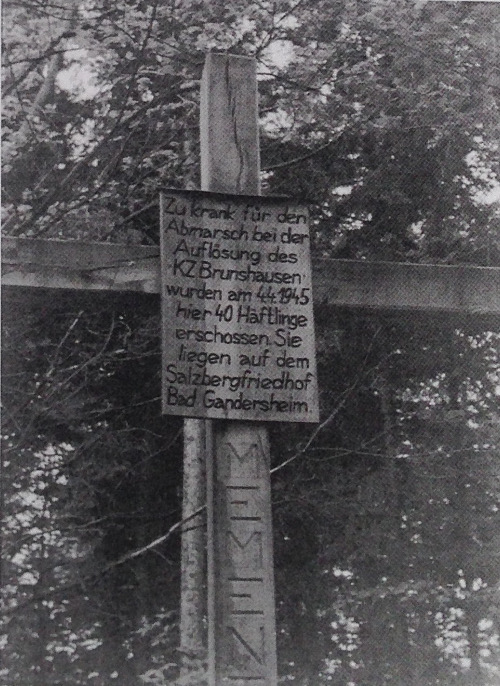 Zu krank für den
Abmarsch bei der
Auflösung des
KZ Brunshausen
wurden am 4.4.1945
hier 40 Häftlinge
erschossen. Sie
liegen auf dem
Salzbergfriedhof
Bad Gandersheim.
MEMEN